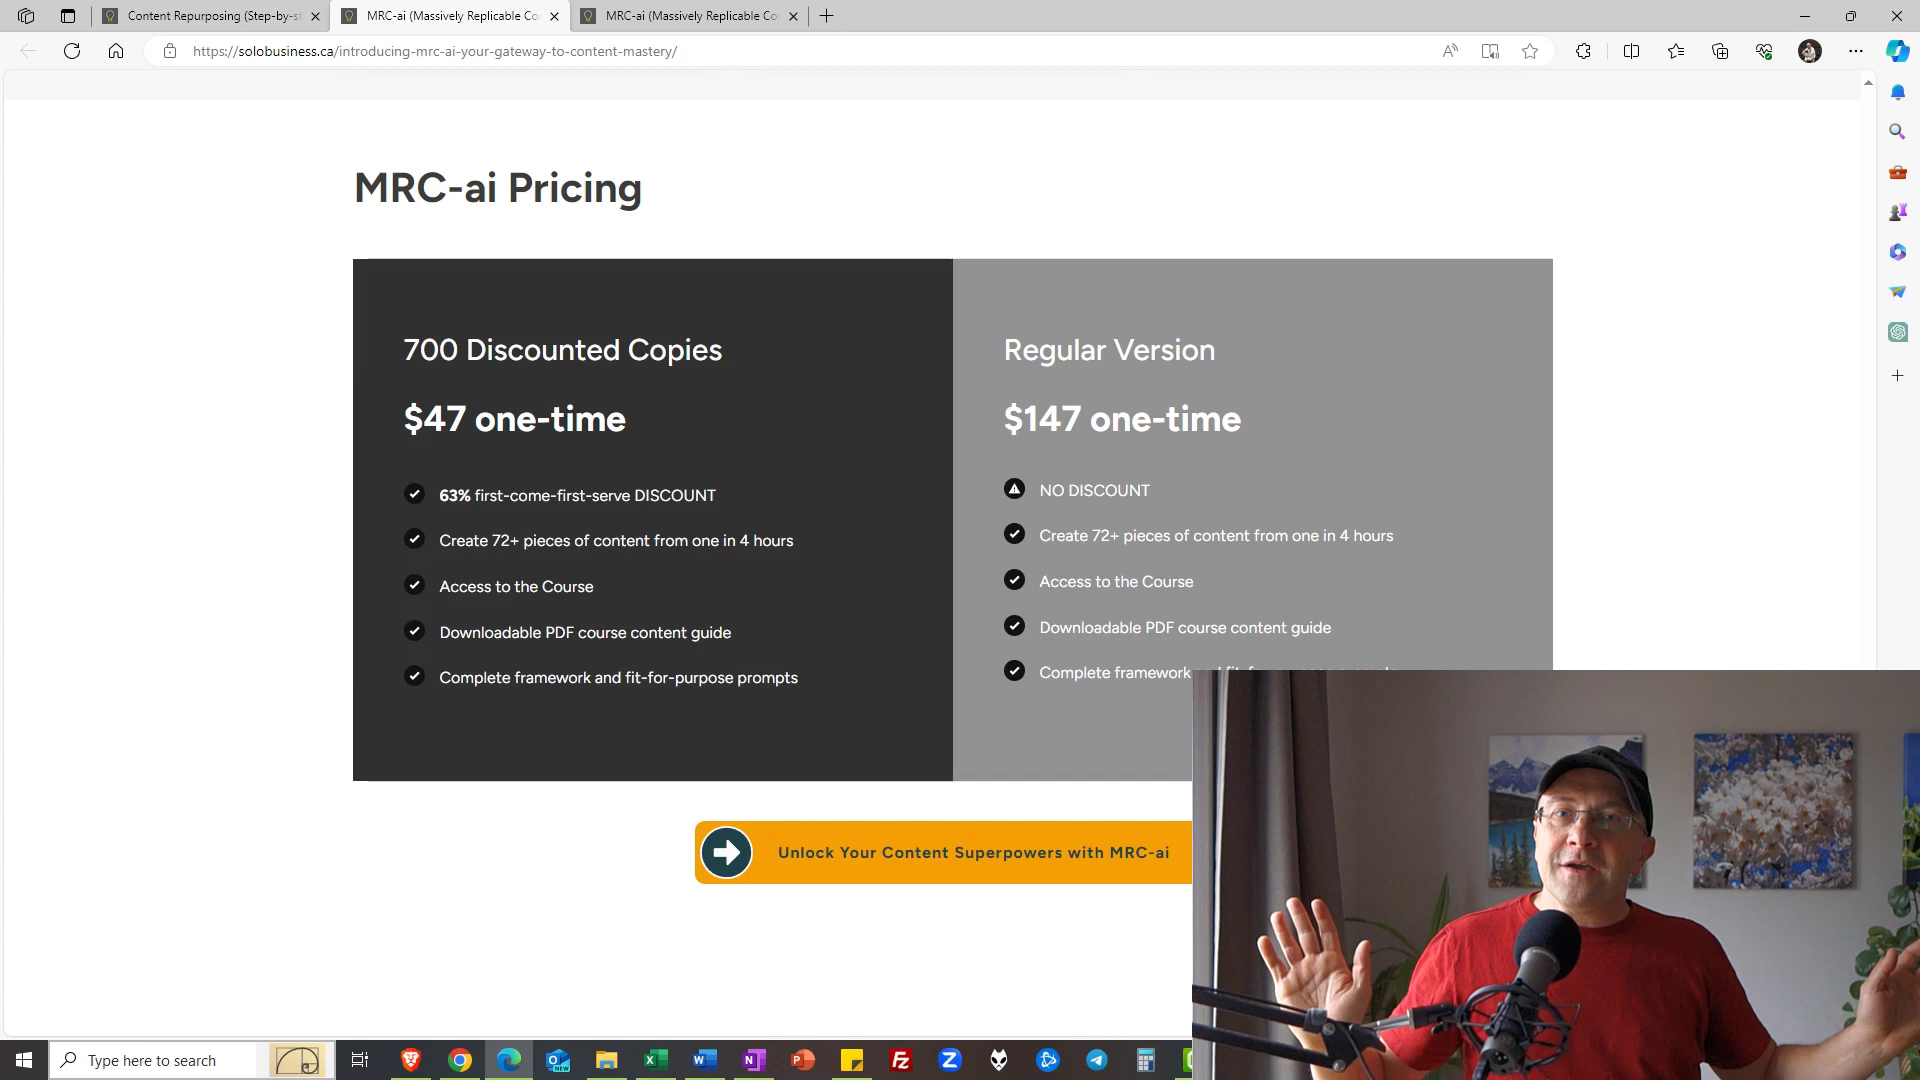 Content Repurposing (Step-by-s
MRC-ai (Massively Replicable Co
MRC-ai (Massively Replicable Co
https://solobusiness.ca/introducing-mrc-ai-your-gateway-to-content-mastery/
MRC-ai Pricing
700 Discounted Copies
$47 one-time
63% first-come-first-serve DISCOUNT
Create 72+ pieces of content from one in 4 hours
Access to the Course
Downloadable PDF course content guide
Complete framework and fit-for-purpose prompts
Regular Version
$147 one-time
NO DISCOUNT
Create 72+ pieces of content from one in 4 hours
Access to the Course
Downloadable PDF course content guide
Complete framework
Unlock Your Content Superpowers with MRC-ai
Type here to search